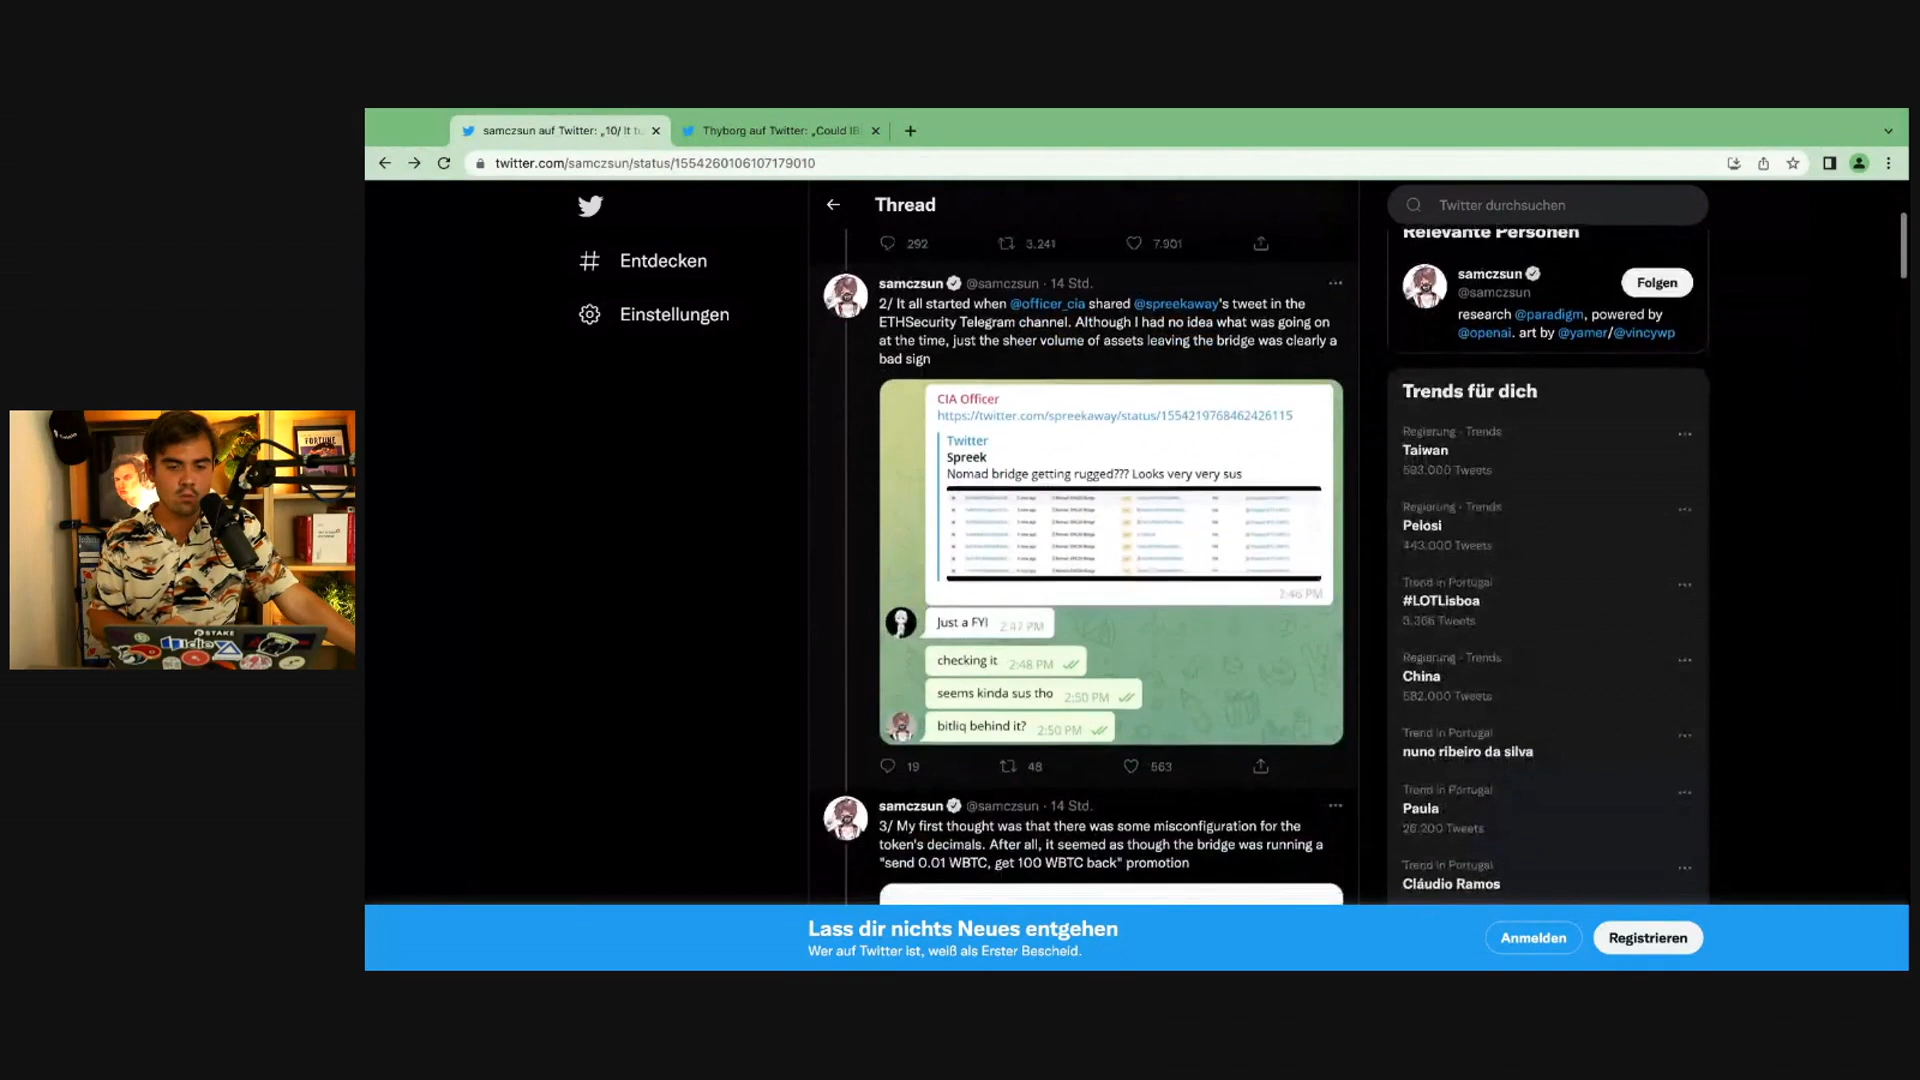 samczsun auf Twitter: „10/ It tu
Thyborg auf Twitter: „Could IB
twitter.com/samczsun/status/1554260106107179010
Thread
Twitter durchsuchen
Entdecken
Einstellungen
292 3.241 7.901
samczsun @samczsun · 14 Std.
2/ It all started when @officer_cia shared @spreekaway's tweet in the
ETHSecurity Telegram channel. Although I had no idea what was going on
at the time, just the sheer volume of assets leaving the bridge was clearly a
bad sign
CIA Officer
https://twitter.com/spreekaway/status/1554219768462426115
Twitter
Spreek
Nomad bridge getting rugged??? Looks very very sus
2:46 PM
Just a FYI 2:47 PM
checking it 2:48 PM
seems kinda sus tho 2:50 PM
bitliq behind it? 2:50 PM
19 48 563
samczsun @samczsun · 14 Std.
3/ My first thought was that there was some misconfiguration for the
token's decimals. After all, it seemed as though the bridge was running a
"send 0.01 WBTC, get 100 WBTC back" promotion
Relevante Personen
samczsun
@samczsun
Folgen
research @paradigm, powered by
@openai. art by @yamer/@vincywp
Trends für dich
Regierung · Trends
Taiwan
593.000 Tweets
Regierung · Trends
Pelosi
443.000 Tweets
Trend in Portugal
#LOTLisboa
3.366 Tweets
Regierung · Trends
China
582.000 Tweets
Trend in Portugal
nuno ribeiro da silva
Trend in Portugal
Paula
26.200 Tweets
Trend in Portugal
Cláudio Ramos
Lass dir nichts Neues entgehen
Wer auf Twitter ist, weiß als Erster Bescheid.
Anmelden
Registrieren
FORTUNE
STAKE
Idle